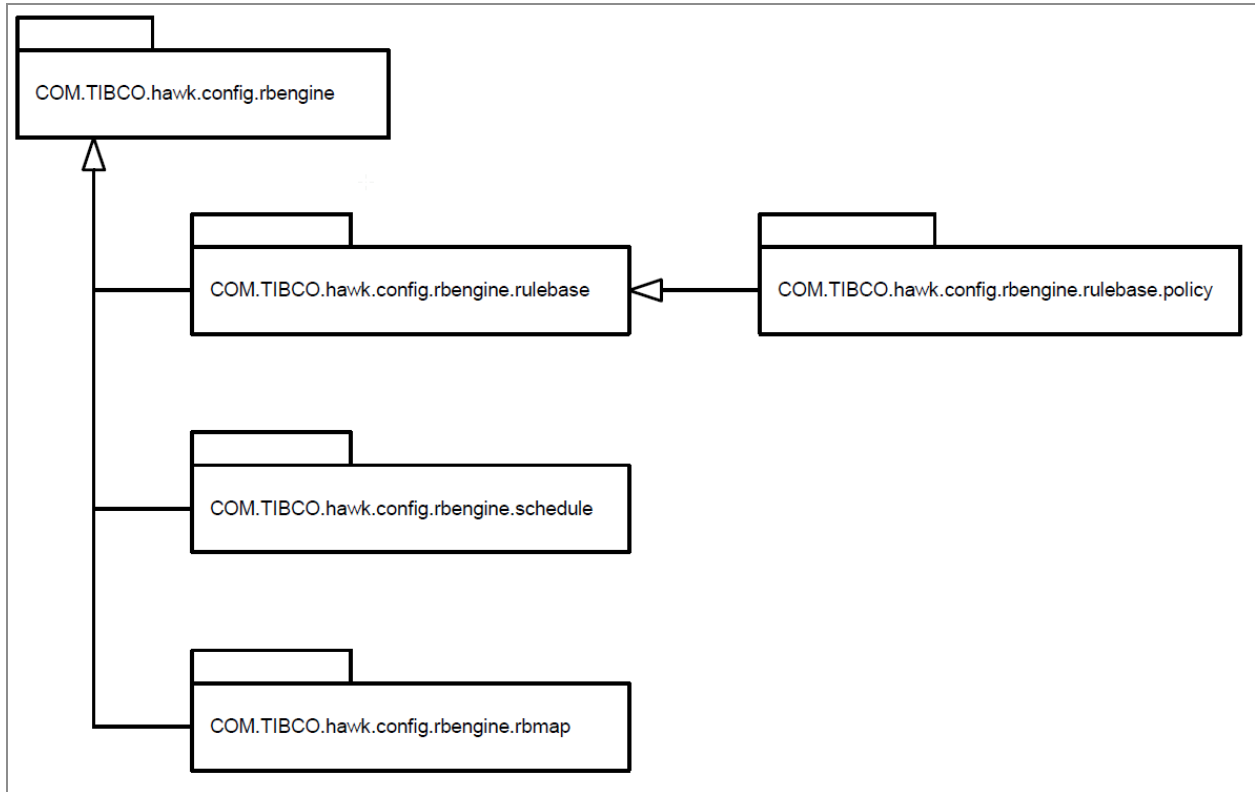 COM.TIBCO.hawk.config.rbengine
COM.TIBCO.hawk.config.rbengine.rulebase
COM.TIBCO.hawk.config.rbengine.rulebase.policy
COM.TIBCO.hawk.config.rbengine.schedule
COM.TIBCO.hawk.config.rbengine.rbmap